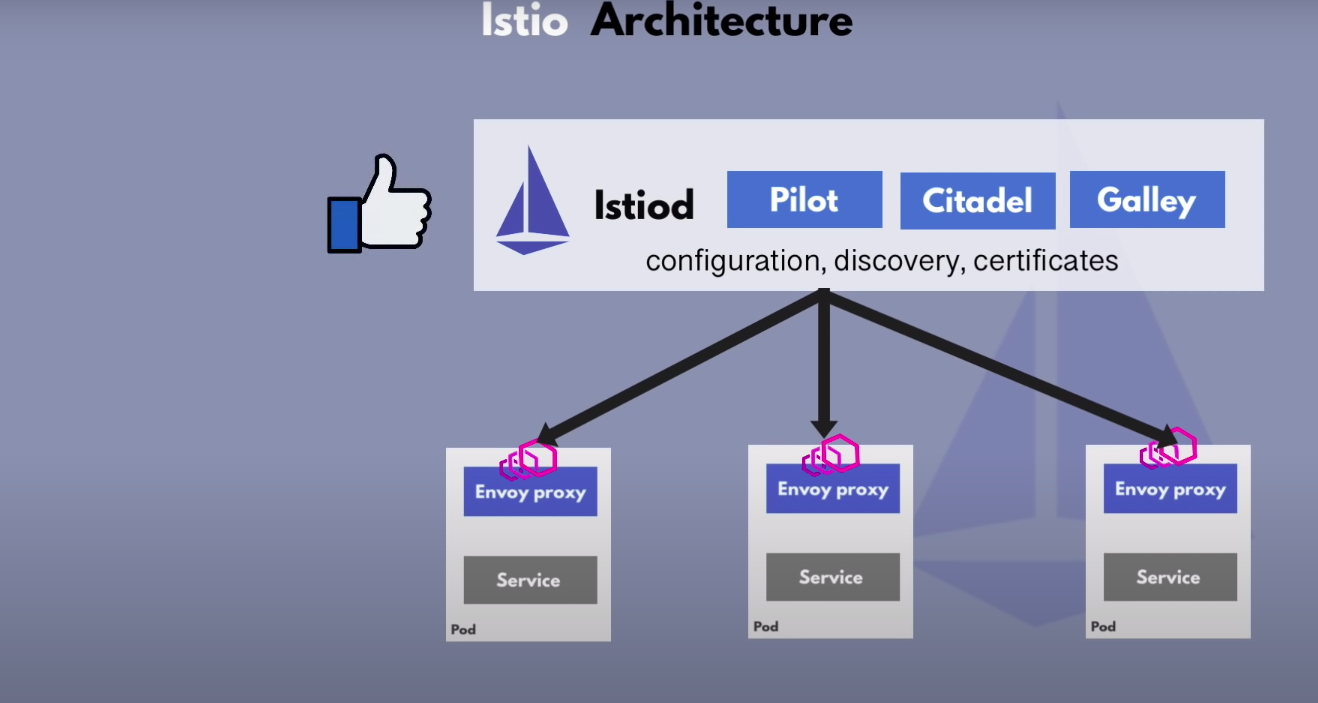 Istio Architecture
Istiod Pilot Citadel Galley
configuration, discovery, certificates
Envoy proxy
Service
Pod
Envoy proxy
Service
Pod
Envoy proxy
Service
Pod